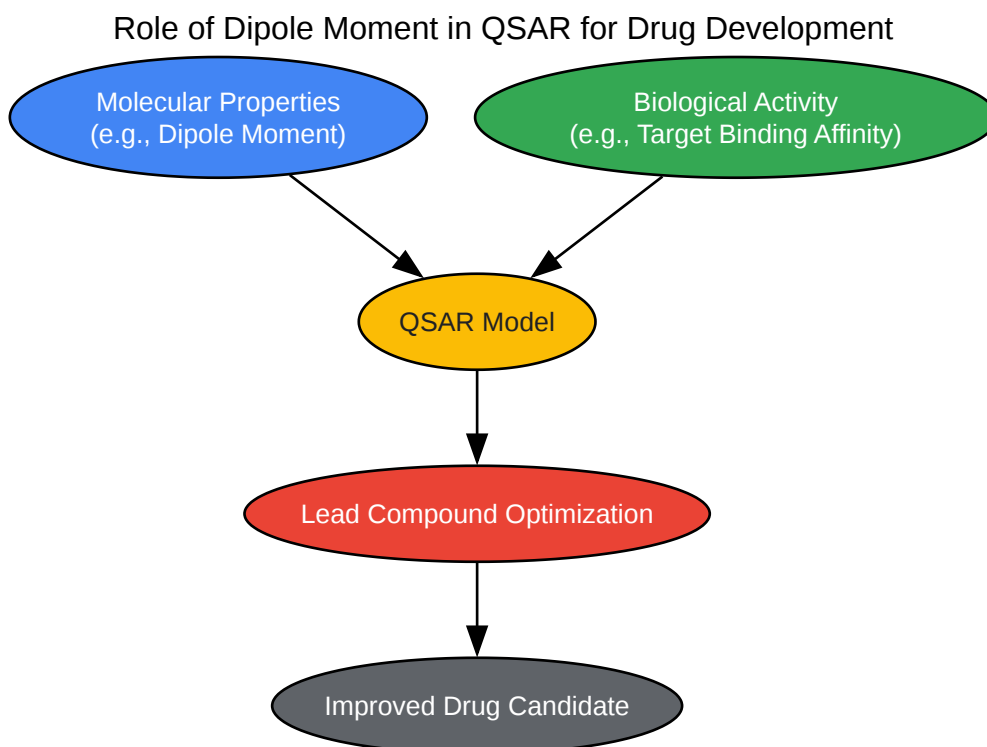 Role of Dipole Moment in QSAR for Drug Development
Molecular Properties
(e.g., Dipole Moment)
Biological Activity
(e.g., Target Binding Affinity)
QSAR Model
Lead Compound Optimization
Improved Drug Candidate